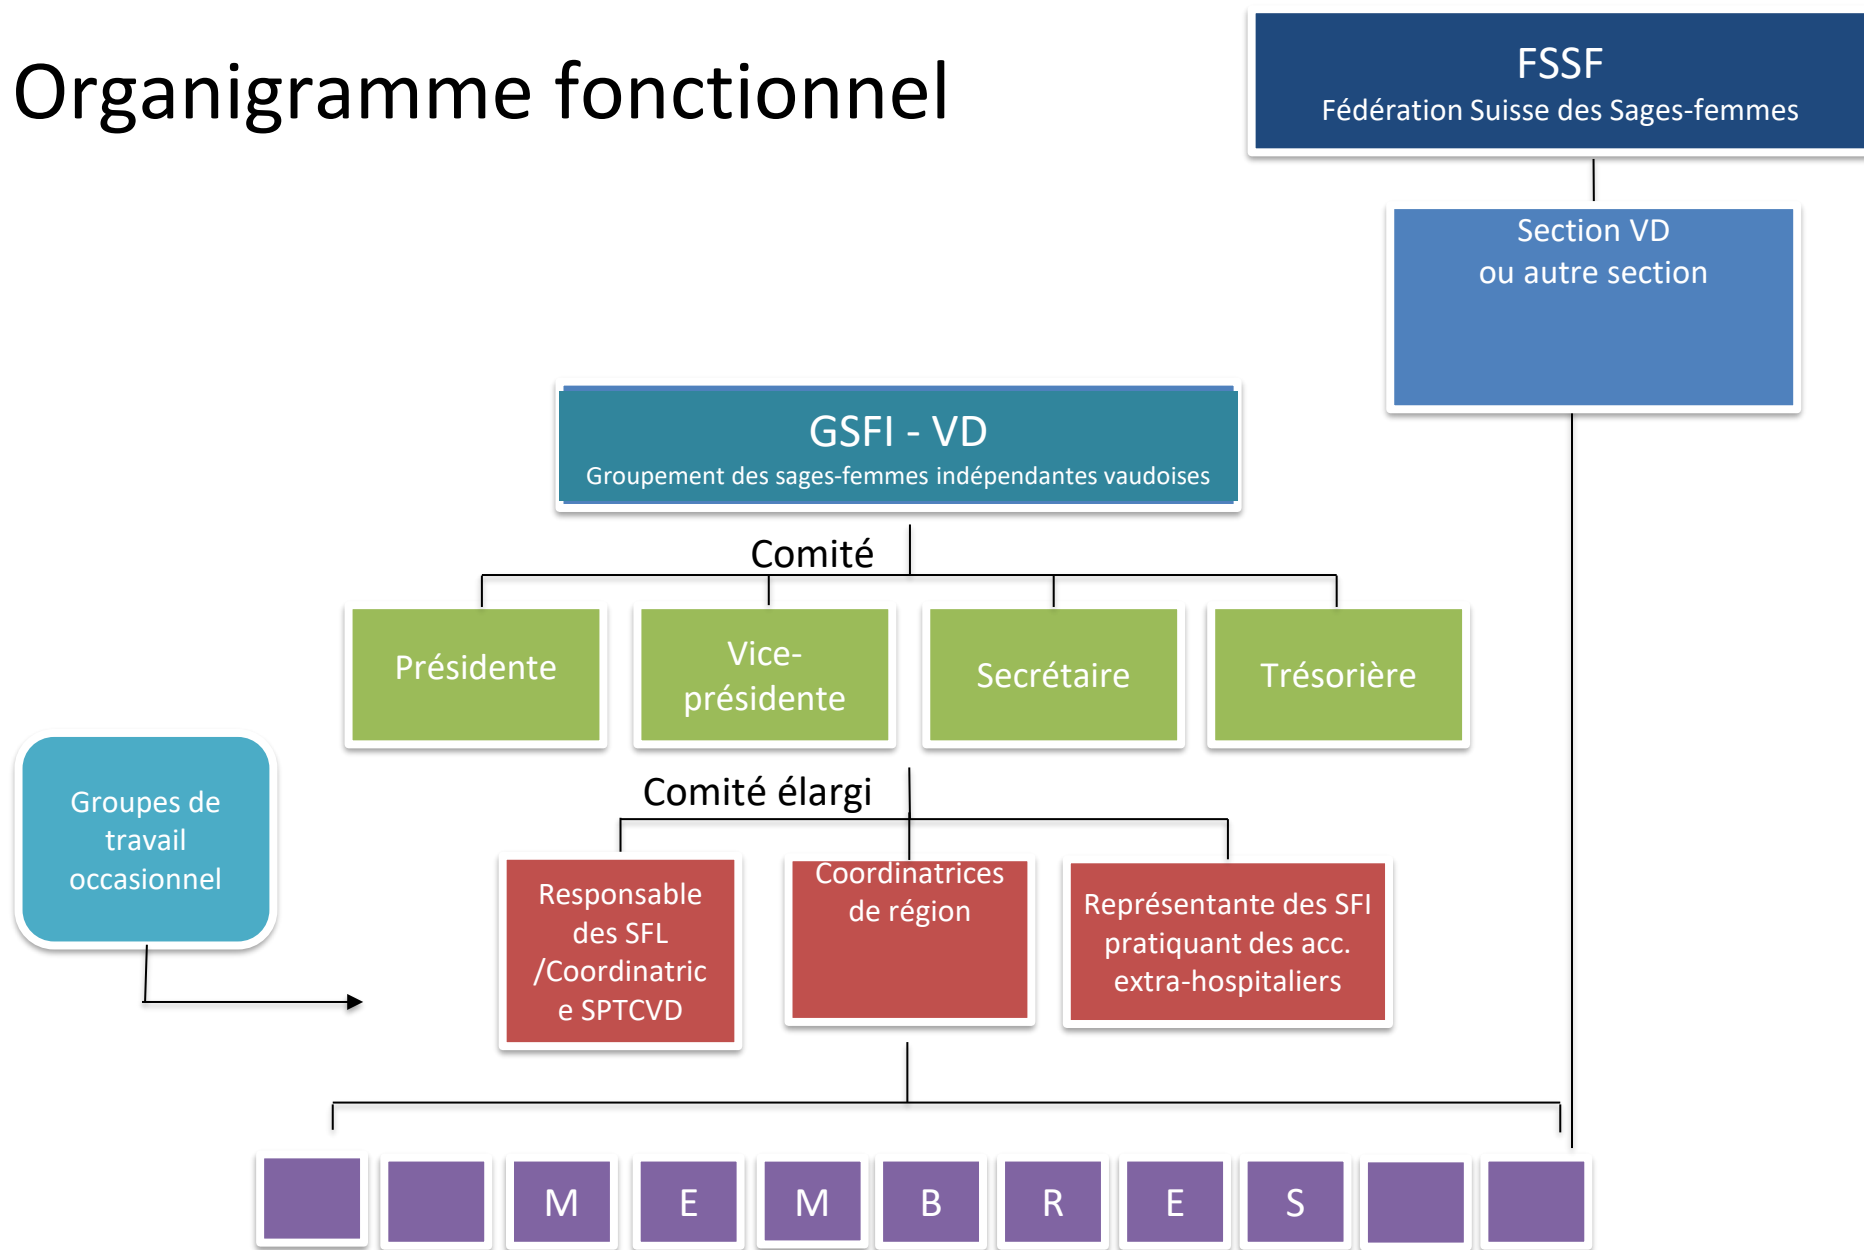 Organigramme fonctionnel
FSSF
Fédération Suisse des Sages-femmes
Section VD
ou autre section
GSFI - VD
Groupement des sages-femmes indépendantes vaudoises
Comité
Présidente
Vice-
présidente
Secrétaire
Trésorière
Comité élargi
Groupes de
travail
occasionnel
Responsable
des SFL
/Coordinatric
e SPTCVD
Coordinatrices
de région
Représentante des SFI
pratiquant des acc.
extra-hospitaliers
M E M B R E S